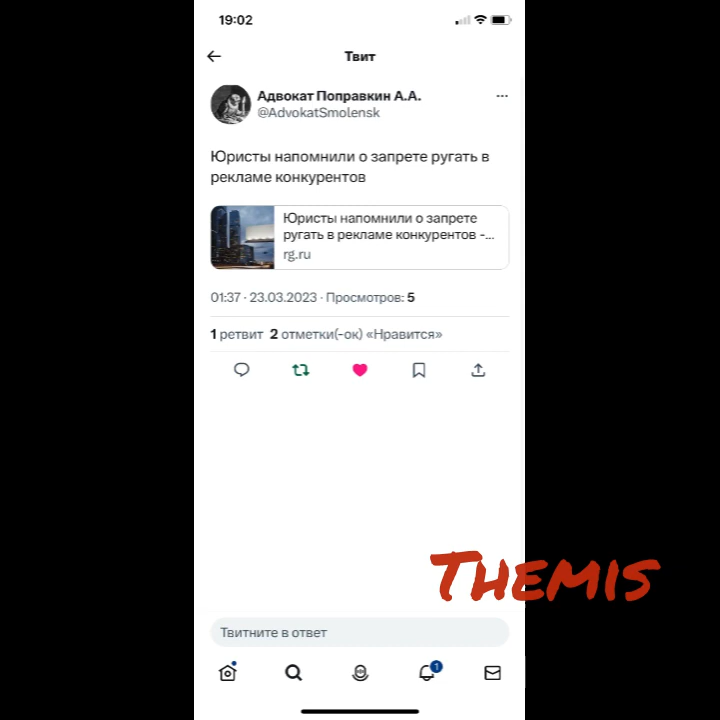 19:02
Твит
Адвокат Поправкин А.А.
@AdvokatSmolensk
Юристы напомнили о запрете ругать в
рекламе конкурентов
Юристы напомнили о запрете
ругать в рекламе конкурентов -...
rg.ru
01:37 · 23.03.2023 · Просмотров: 5
1 ретвит 2 отметки(-ок) «Нравится»
THEMIS
Твитните в ответ
1